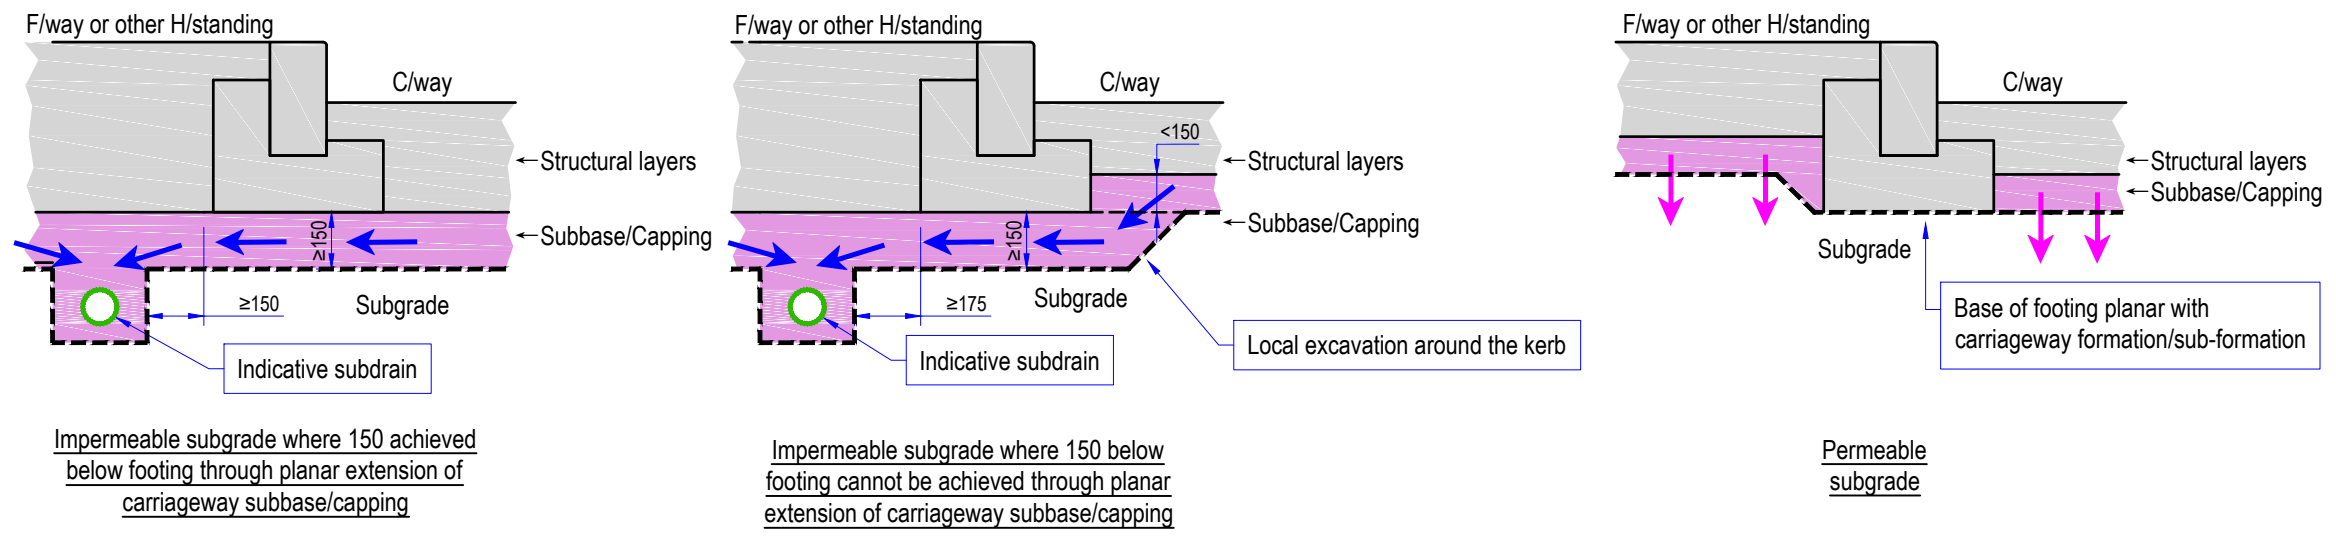 F/way or other H/standing
C/way
Structural layers
Subbase/Capping
≥150
≥150
Subgrade
Indicative subdrain
Impermeable subgrade where 150 achieved
below footing through planar extension of
carriageway subbase/capping
F/way or other H/standing
C/way
<150
Structural layers
Subbase/Capping
≥150
≥175
Subgrade
Local excavation around the kerb
Indicative subdrain
Impermeable subgrade where 150 below
footing cannot be achieved through planar
extension of carriageway subbase/capping
F/way or other H/standing
C/way
Structural layers
Subbase/Capping
Subgrade
Base of footing planar with
carriageway formation/sub-formation
Permeable
subgrade